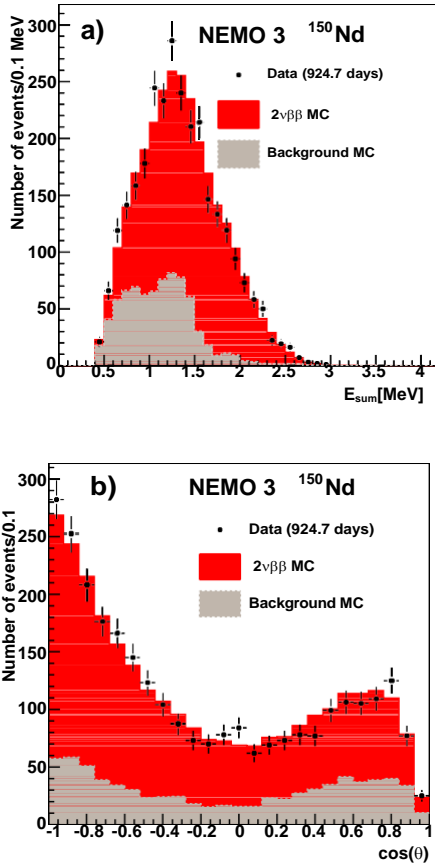 a) NEMO 3 ¹⁵⁰Nd
Data (924.7 days)
2νββ MC
Background MC
Number of events/0.1 MeV
300
250
200
150
100
50
0
0 0.5 1 1.5 2 2.5 3 3.5 4
E_sum[MeV]
b) NEMO 3 ¹⁵⁰Nd
Data (924.7 days)
2νββ MC
Background MC
Number of events/0.1
300
250
200
150
100
50
0
-1 -0.8 -0.6 -0.4 -0.2 0 0.2 0.4 0.6 0.8 1
cos(θ)